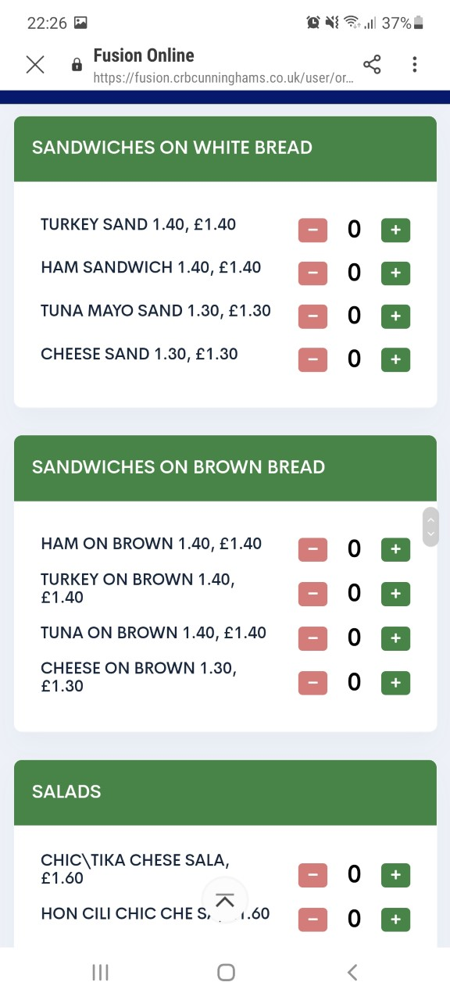 22:26
37%
Fusion Online
https://fusion.crbcunninghams.co.uk/user/or...
SANDWICHES ON WHITE BREAD
TURKEY SAND 1.40, £1.40
− 0 +
HAM SANDWICH 1.40, £1.40
− 0 +
TUNA MAYO SAND 1.30, £1.30
− 0 +
CHEESE SAND 1.30, £1.30
− 0 +
SANDWICHES ON BROWN BREAD
HAM ON BROWN 1.40, £1.40
− 0 +
TURKEY ON BROWN 1.40,
£1.40
− 0 +
TUNA ON BROWN 1.40, £1.40
− 0 +
CHEESE ON BROWN 1.30,
£1.30
− 0 +
SALADS
CHIC\TIKA CHESE SALA,
£1.60
− 0 +
HON CILI CHIC CHE .60
− 0 +